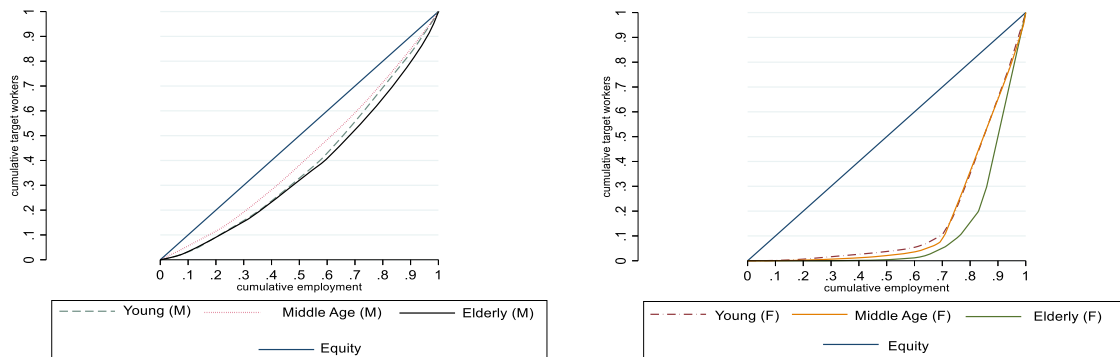 cumulative target workers
1
.9
.8
.7
.6
.5
.4
.3
.2
.1
0
0 .1 .2 .3 .4 .5 .6 .7 .8 .9 1
cumulative employment
Young (M) Middle Age (M) Elderly (M)
Equity
cumulative target workers
1
.9
.8
.7
.6
.5
.4
.3
.2
.1
0
0 .1 .2 .3 .4 .5 .6 .7 .8 .9 1
cumulative employment
Young (F) Middle Age (F) Elderly (F)
Equity